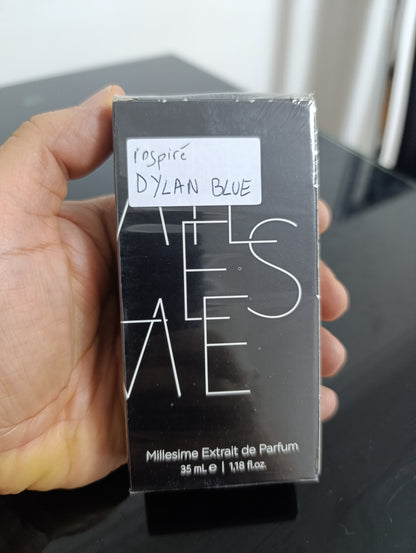 inspiré
DYLAN BLUE
Millesime Extrait de Parfum
35 mL e | 1,18 fl.oz.